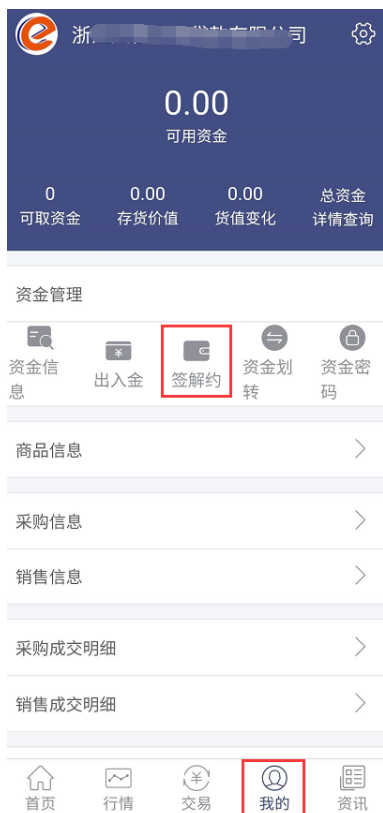 浙
司
0.00
可用资金
0 0.00 0.00 总资金
可取资金 存货价值 货值变化 详情查询
资金管理
资金信息 出入金 签解约 资金划转 资金密码
商品信息
采购信息
销售信息
采购成交明细
销售成交明细
首页 行情 交易 我的 资讯